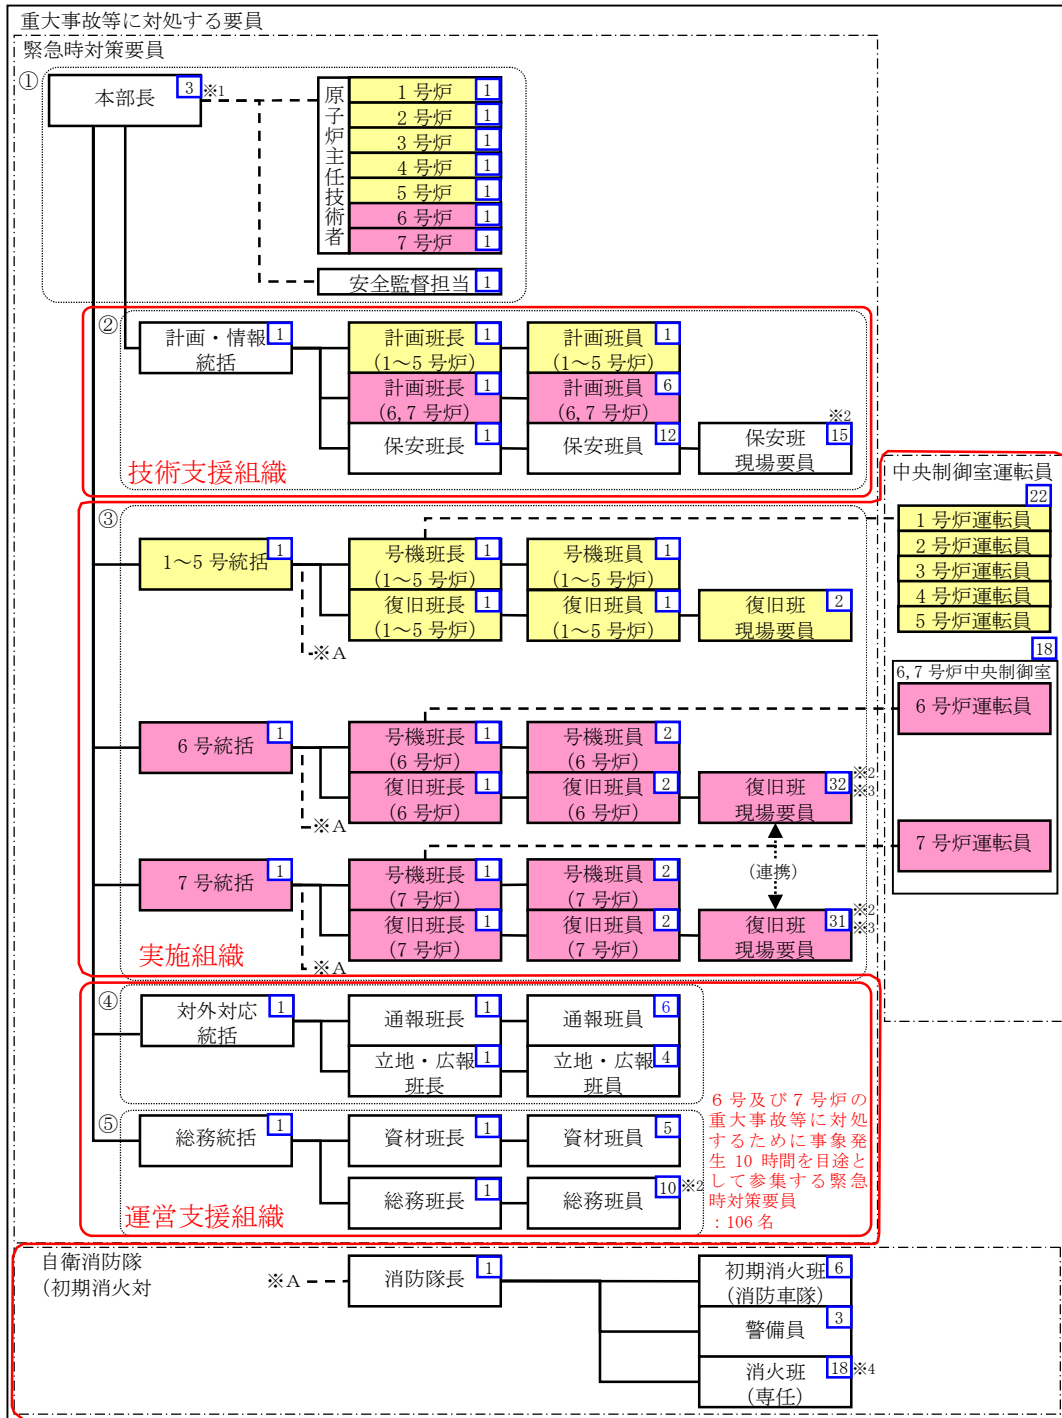 重大事故等に対処する要員
緊急時対策要員
①
本部長
3
※1
原子炉主任技術者
1号炉
1
2号炉
1
3号炉
1
4号炉
1
5号炉
1
6号炉
1
7号炉
1
安全監督担当
1
②
計画・情報
統括
1
計画班長
(1～5号炉)
1
計画班員
(1～5号炉)
1
計画班長
(6,7号炉)
1
計画班員
(6,7号炉)
6
保安班長
1
保安班員
12
保安班
現場要員
15
※2
技術支援組織
中央制御室運転員
22
1号炉運転員
2号炉運転員
3号炉運転員
4号炉運転員
5号炉運転員
18
6,7号炉中央制御室
6号炉運転員
7号炉運転員
③
1～5号統括
1
号機班長
(1～5号炉)
1
号機班員
(1～5号炉)
1
復旧班長
(1～5号炉)
1
復旧班員
(1～5号炉)
1
復旧班
現場要員
2
※A
6号統括
1
号機班長
(6号炉)
1
号機班員
(6号炉)
2
復旧班長
(6号炉)
1
復旧班員
(6号炉)
2
復旧班
現場要員
32
※2
※3
※A
(連携)
7号統括
1
号機班長
(7号炉)
1
号機班員
(7号炉)
2
復旧班長
(7号炉)
1
復旧班員
(7号炉)
2
復旧班
現場要員
31
※2
※3
※A
実施組織
④
対外対応
統括
1
通報班長
1
通報班員
6
立地・広報
班長
1
立地・広報
班員
4
⑤
総務統括
1
資材班長
1
資材班員
5
総務班長
1
総務班員
10
※2
運営支援組織
6号及び7号炉の
重大事故等に対処
するために事象発
生10時間を目途と
して参集する緊急
時対策要員
:106名
自衛消防隊
(初期消火対
※A
消防隊長
1
初期消火班
(消防車隊)
6
警備員
3
消火班
(専任)
18
※4